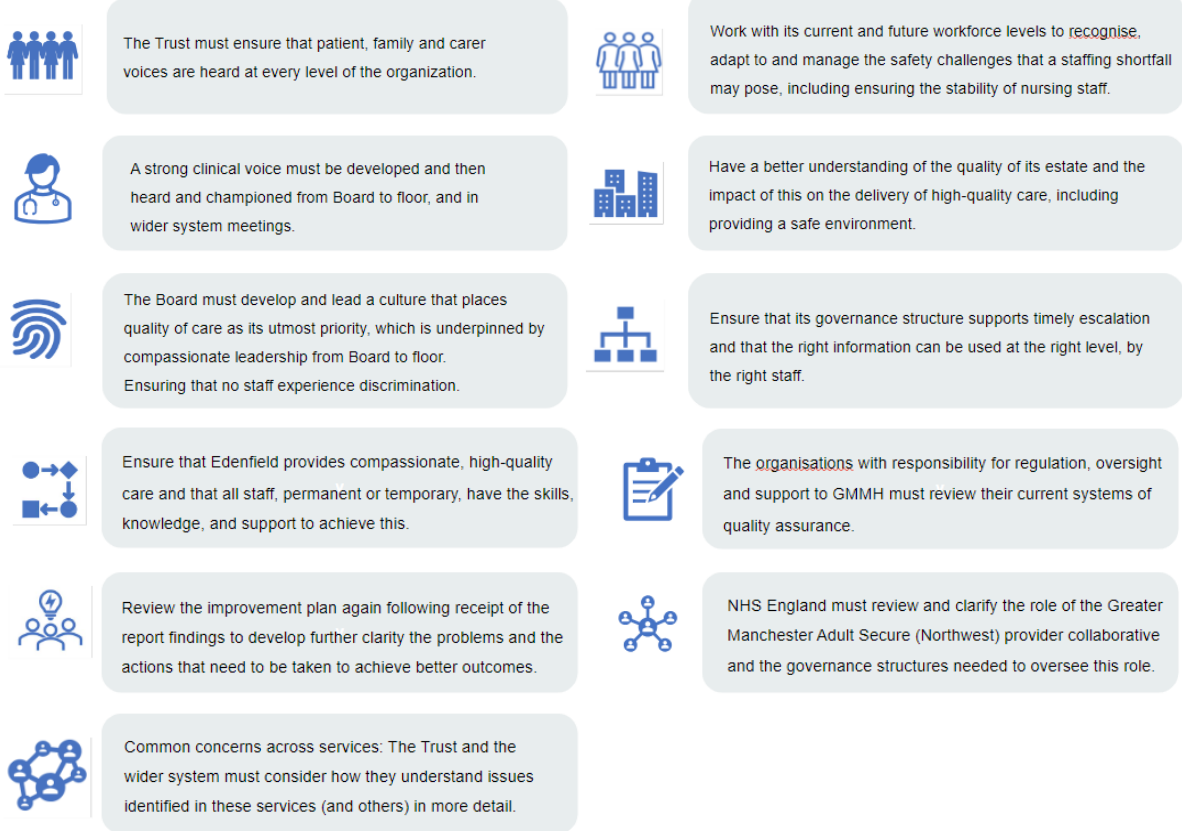 The Trust must ensure that patient, family and carer
voices are heard at every level of the organization.
Work with its current and future workforce levels to recognise,
adapt to and manage the safety challenges that a staffing shortfall
may pose, including ensuring the stability of nursing staff.
A strong clinical voice must be developed and then
heard and championed from Board to floor, and in
wider system meetings.
Have a better understanding of the quality of its estate and the
impact of this on the delivery of high-quality care, including
providing a safe environment.
The Board must develop and lead a culture that places
quality of care as its utmost priority, which is underpinned by
compassionate leadership from Board to floor.
Ensuring that no staff experience discrimination.
Ensure that its governance structure supports timely escalation
and that the right information can be used at the right level, by
the right staff.
Ensure that Edenfield provides compassionate, high-quality
care and that all staff, permanent or temporary, have the skills,
knowledge, and support to achieve this.
The organisations with responsibility for regulation, oversight
and support to GMMH must review their current systems of
quality assurance.
Review the improvement plan again following receipt of the
report findings to develop further clarity the problems and the
actions that need to be taken to achieve better outcomes.
NHS England must review and clarify the role of the Greater
Manchester Adult Secure (Northwest) provider collaborative
and the governance structures needed to oversee this role.
Common concerns across services: The Trust and the
wider system must consider how they understand issues
identified in these services (and others) in more detail.